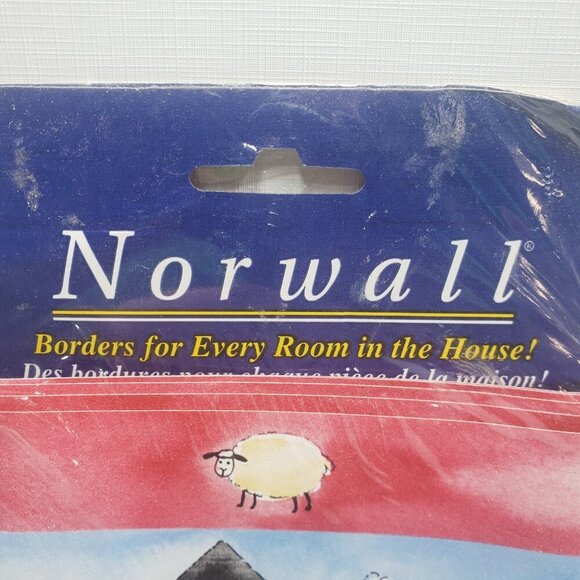 Norwall®
Borders for Every Room in the House!
Des bordures pour chaque pièce de la maison!